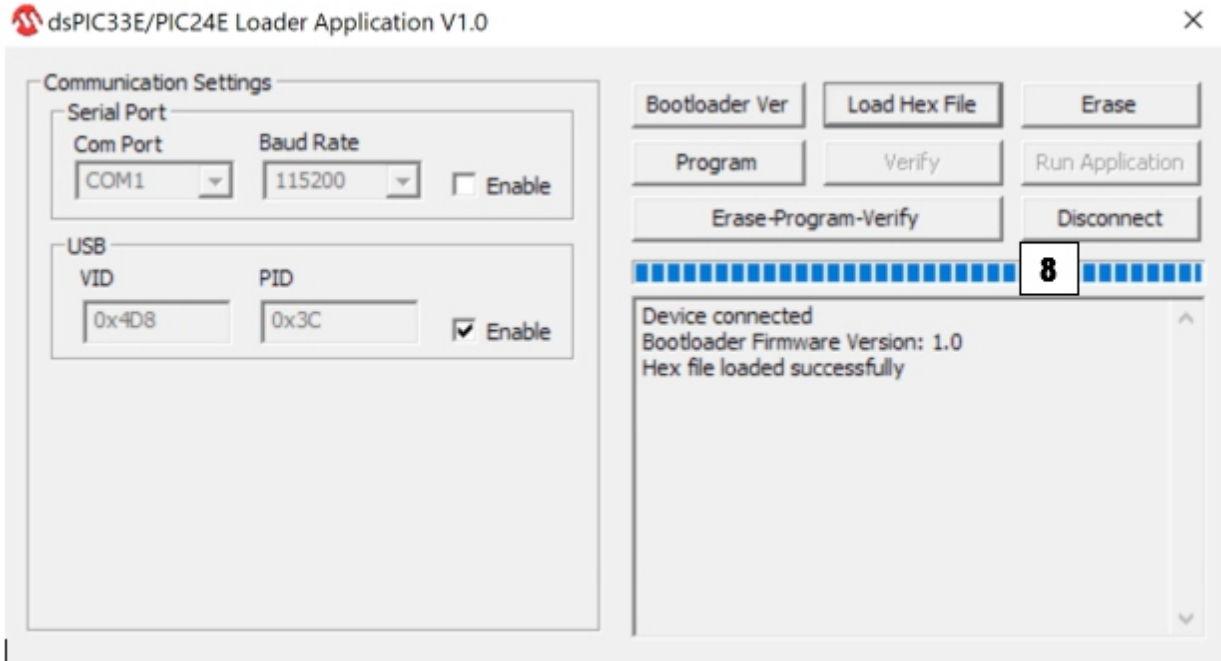 dsPIC33E/PIC24E Loader Application V1.0
Communication Settings
Serial Port
Com Port Baud Rate
COM1 115200 Enable
USB
VID PID
0x4D8 0x3C Enable
Bootloader Ver Load Hex File Erase
Program Verify Run Application
Erase-Program-Verify Disconnect
8
Device connected
Bootloader Firmware Version: 1.0
Hex file loaded successfully